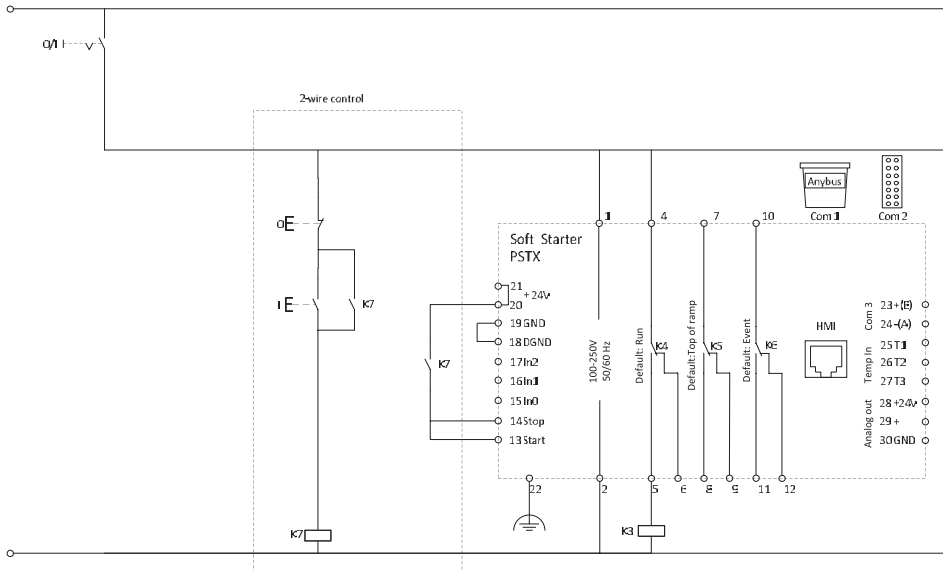 0/1
2-wire control
Anybus
Com 1
Com 2
1
4
7
10
0
Soft Starter
PSTX
21
+24V
20
19 GND
18 DGND
17 In2
16 In1
15 In0
14 Stop
13 Start
K7
I
K7
100-250V
50/60 Hz
Default: Run
K4
Default:Top of ramp
K5
Default: Event
K6
HMI
Com 3
23+(B)
24-(A)
Temp In
25 T1
26 T2
27 T3
Analog out
28 +24V
29 +
30 GND
22
2
5
6
8
9
11
12
K7
K3